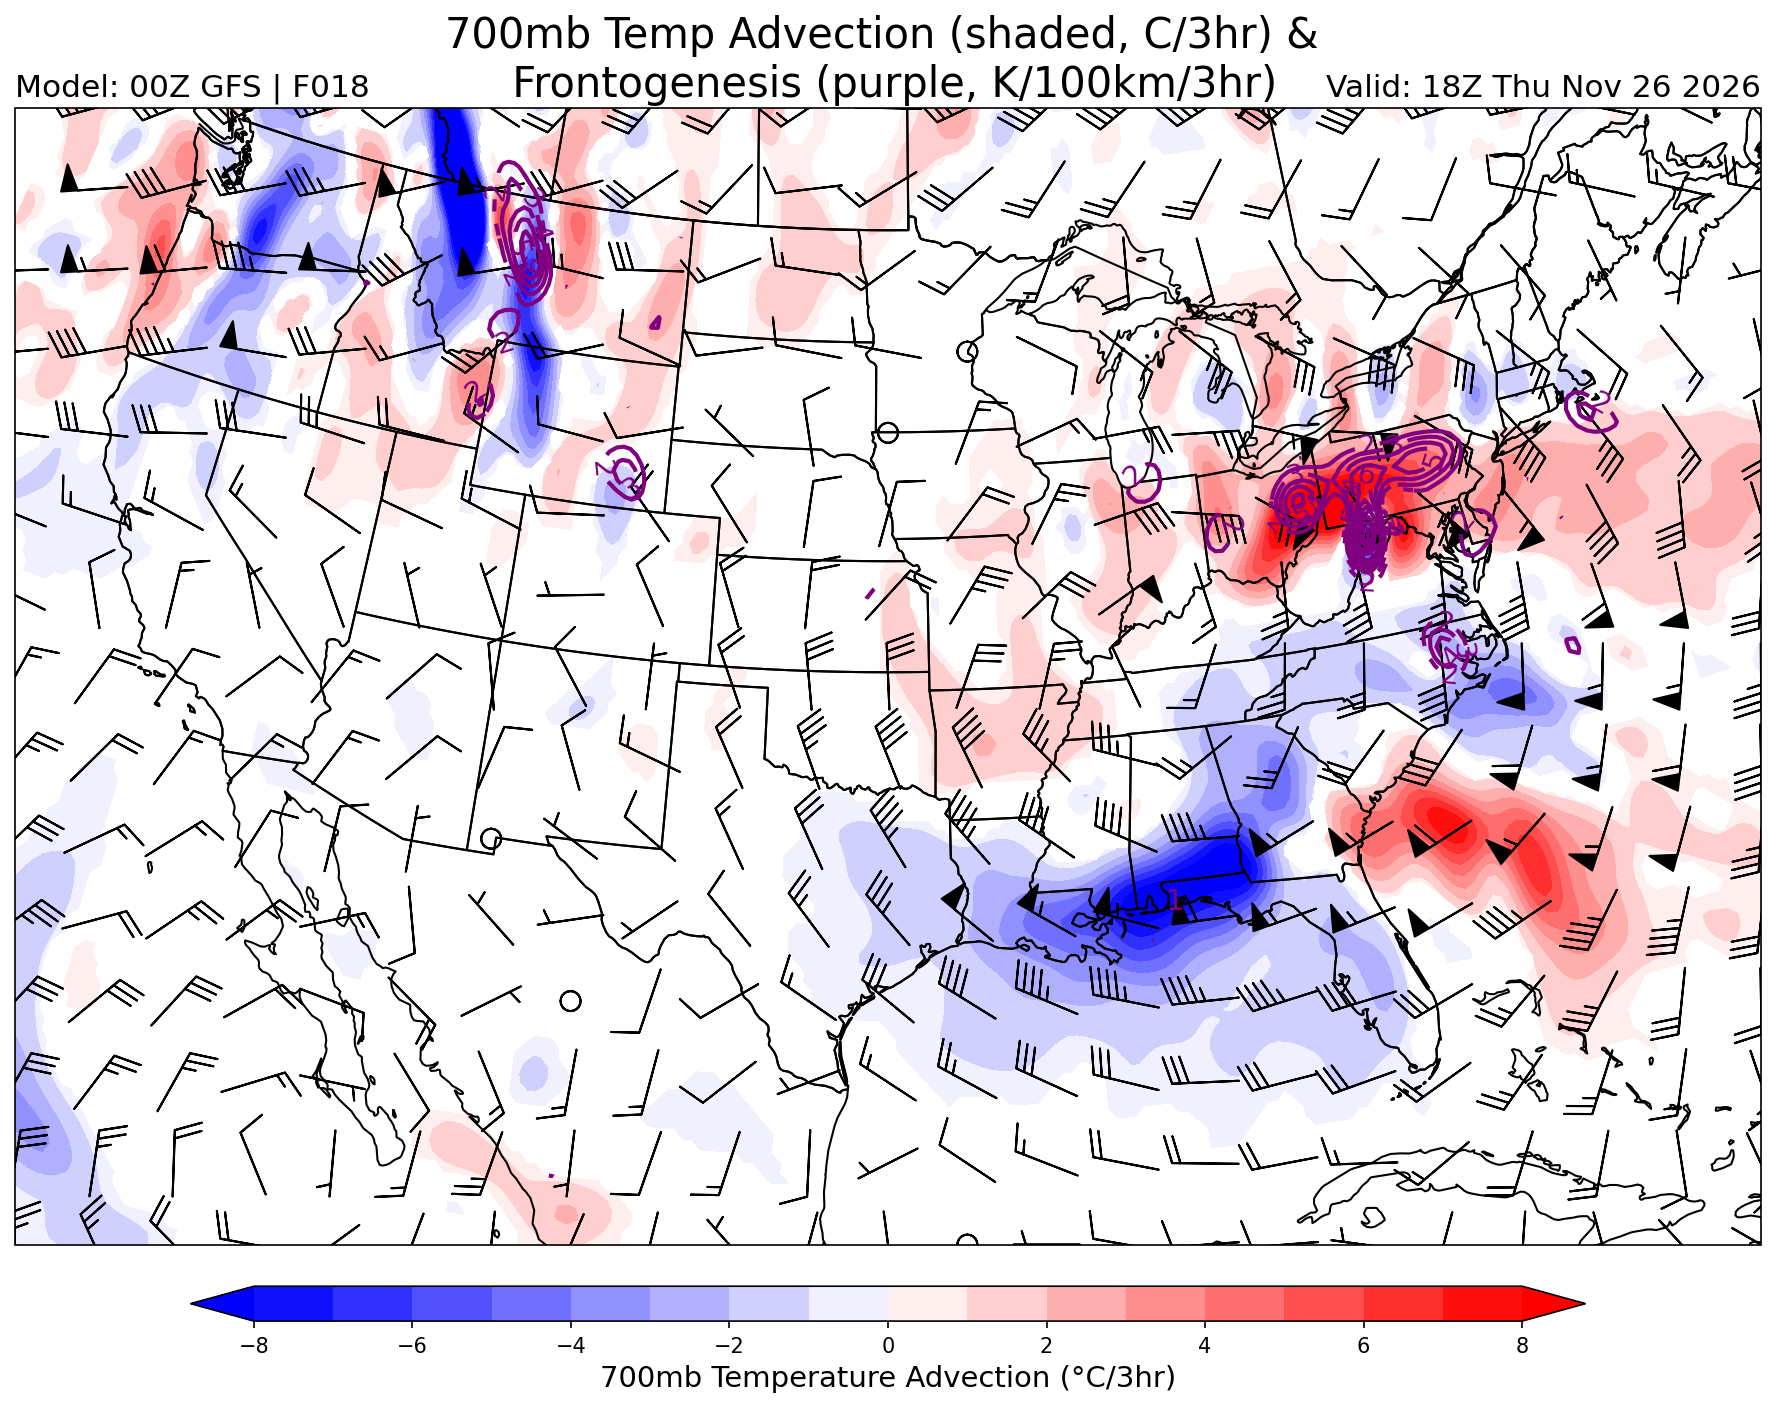 700mb Temp Advection (shaded, C/3hr) &
Model: 00Z GFS | F018
Frontogenesis (purple, K/100km/3hr)
Valid: 18Z Thu Nov 26 2026
L
−8 −6 −4 −2 0 2 4 6 8
700mb Temperature Advection (°C/3hr)